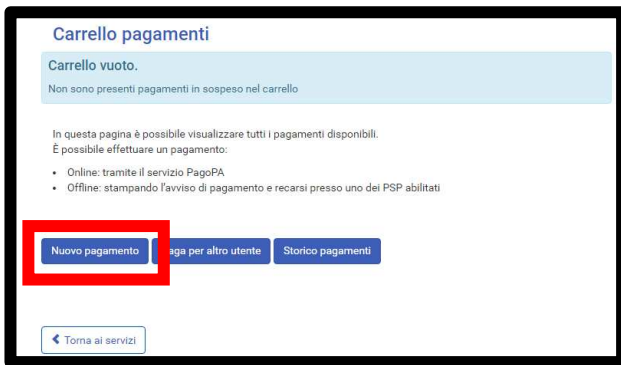 Carrello pagamenti
Carrello vuoto.
Non sono presenti pagamenti in sospeso nel carrello
In questa pagina è possibile visualizzare tutti i pagamenti disponibili.
È possibile effettuare un pagamento:
• Online: tramite il servizio PagoPA
• Offline: stampando l'avviso di pagamento e recarsi presso uno dei PSP abilitati
Nuovo pagamento aga per altro utente Storico pagamenti
Torna ai servizi